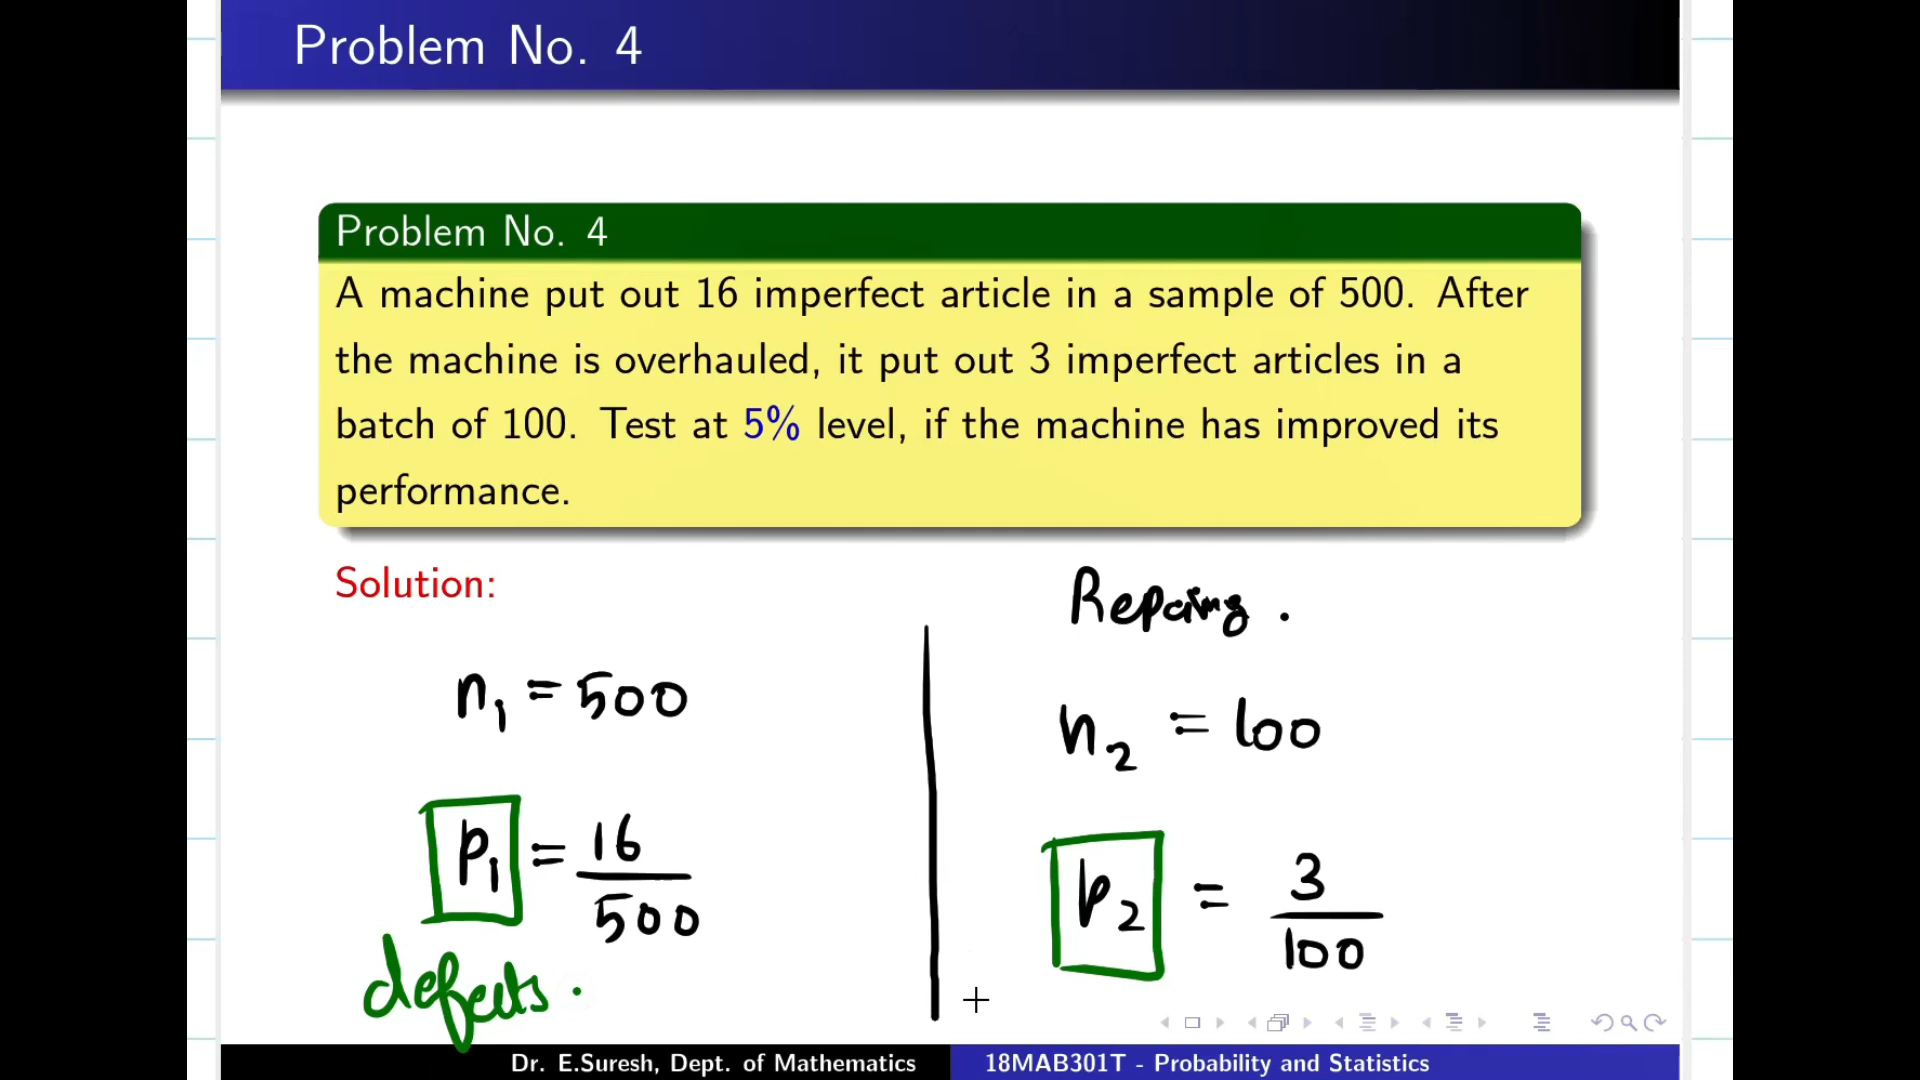 Problem No. 4
Problem No. 4
A machine put out 16 imperfect article in a sample of 500. After
the machine is overhauled, it put out 3 imperfect articles in a
batch of 100. Test at 5% level, if the machine has improved its
performance.
Solution:
n₁ = 500
p₁ = 16/500
defects.
Repairing.
n₂ = 100
p₂ = 3/100
Dr. E.Suresh, Dept. of Mathematics
18MAB301T - Probability and Statistics